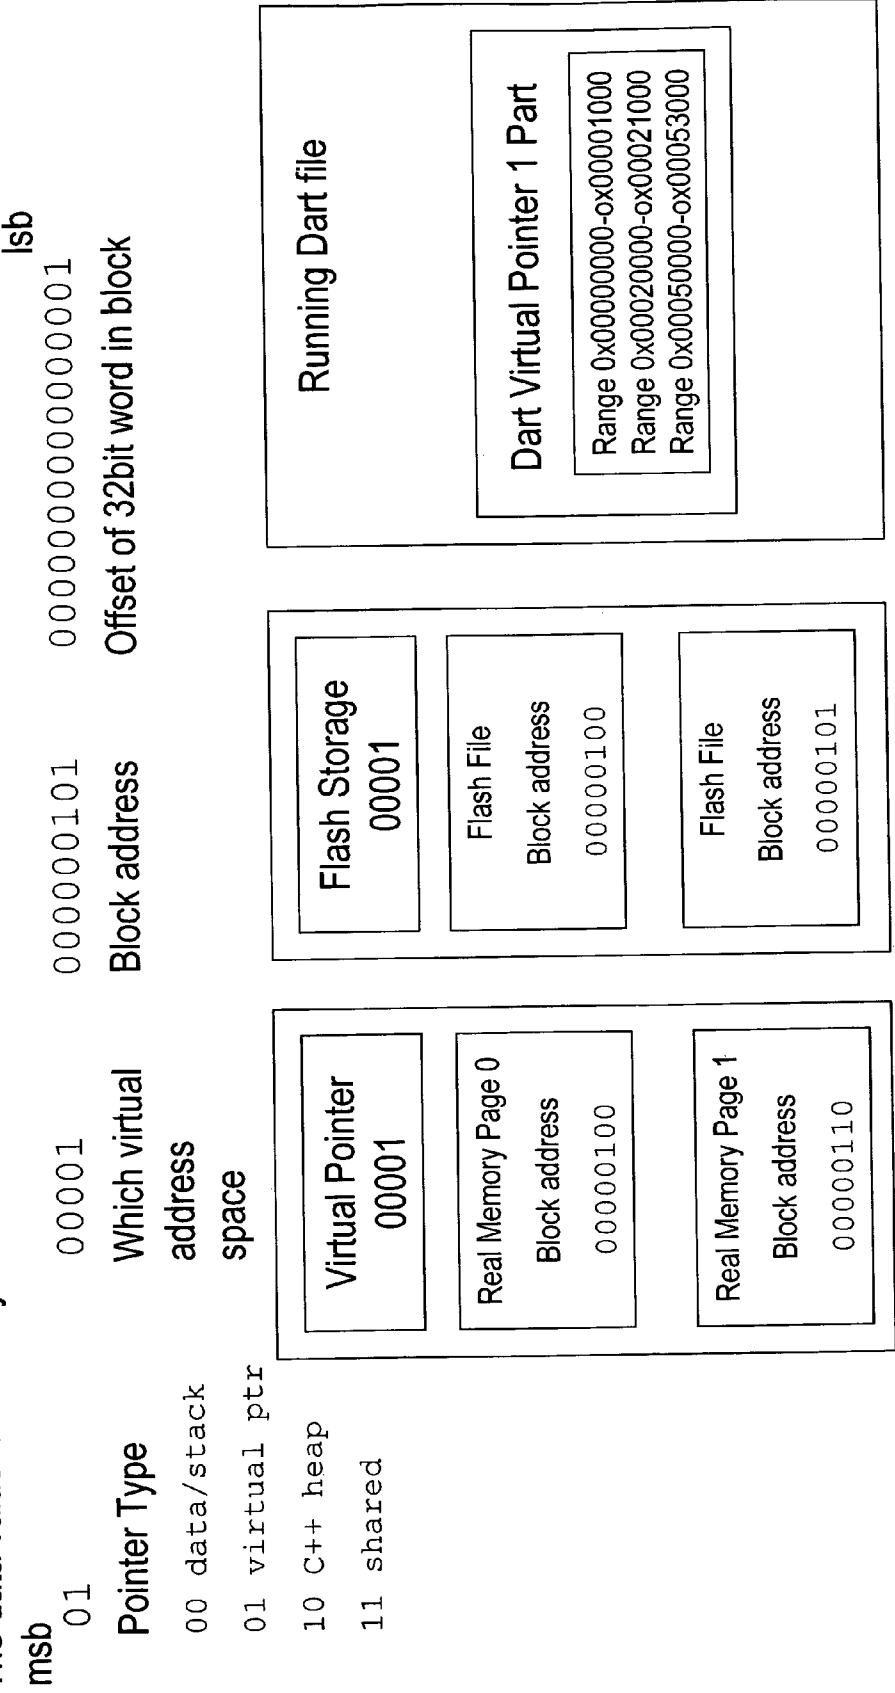 msb lsb
01 00001 000000101 0000000000000001
Pointer Type
Which virtual
address
space
Block address
Offset of 32bit word in block
00 data/stack
01 virtual ptr
10 C++ heap
11 shared
Virtual Pointer
00001
Real Memory Page 0
Block address
00000100
Real Memory Page 1
Block address
00000110
Flash Storage
00001
Flash File
Block address
00000100
Flash File
Block address
00000101
Running Dart file
Dart Virtual Pointer 1 Part
Range 0x00000000-ox00001000
Range 0x00020000-ox00021000
Range 0x00050000-ox00053000